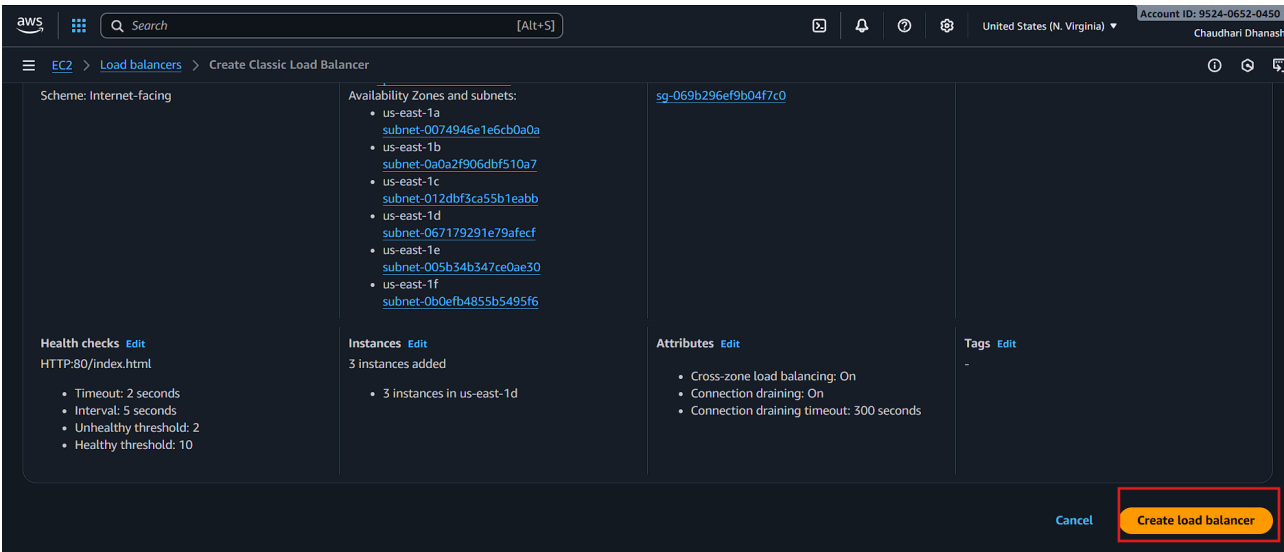 aws
Search
[Alt+S]
United States (N. Virginia)
Account ID: 9524-0652-0450
Chaudhari Dhanash
EC2 > Load balancers > Create Classic Load Balancer
Scheme: Internet-facing
Availability Zones and subnets:
us-east-1a
subnet-0074946e1e6cb0a0a
us-east-1b
subnet-0a0a2f906dbf510a7
us-east-1c
subnet-012dbf3ca55b1eabb
us-east-1d
subnet-067179291e79afecf
us-east-1e
subnet-005b34b347ce0ae30
us-east-1f
subnet-0b0efb4855b5495f6
sg-069b296ef9b04f7c0
Health checks Edit
HTTP:80/index.html
Timeout: 2 seconds
Interval: 5 seconds
Unhealthy threshold: 2
Healthy threshold: 10
Instances Edit
3 instances added
3 instances in us-east-1d
Attributes Edit
Cross-zone load balancing: On
Connection draining: On
Connection draining timeout: 300 seconds
Tags Edit
-
Cancel
Create load balancer